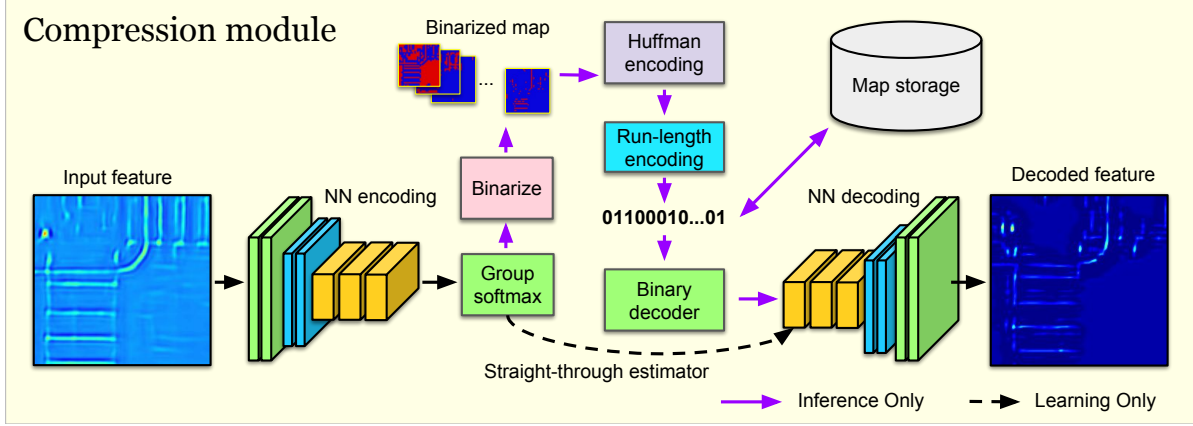 Compression module
Binarized map
...
Huffman
encoding
Map storage
Run-length
encoding
Input feature
NN encoding
Binarize
01100010...01
NN decoding
Decoded feature
Group
softmax
Binary
decoder
Straight-through estimator
Inference Only
Learning Only